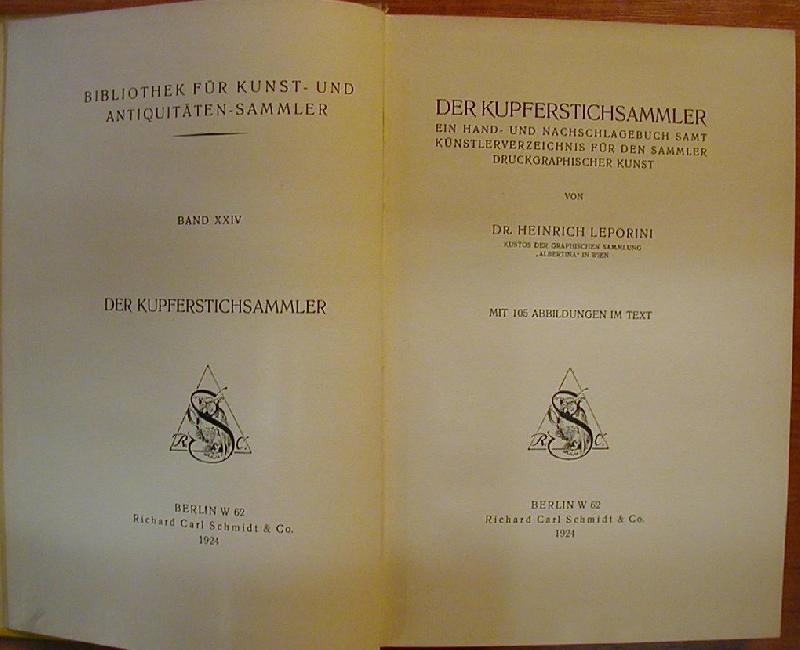 BIBLIOTHEK FÜR KUNST- UND
ANTIQUITÄTEN-SAMMLER
BAND XXIV
DER KUPFERSTICHSAMMLER
R S C
BERLIN W 62
Richard Carl Schmidt & Co.
1924
DER KUPFERSTICHSAMMLER
EIN HAND- UND NACHSCHLAGEBUCH SAMT
KÜNSTLERVERZEICHNIS FÜR DEN SAMMLER
DRUCKGRAPHISCHER KUNST
VON
DR. HEINRICH LEPORINI
KUSTOS DER GRAPHISCHEN SAMMLUNG
„ALBERTINA“ IN WIEN
MIT 105 ABBILDUNGEN IM TEXT
R S C
BERLIN W 62
Richard Carl Schmidt & Co.
1924